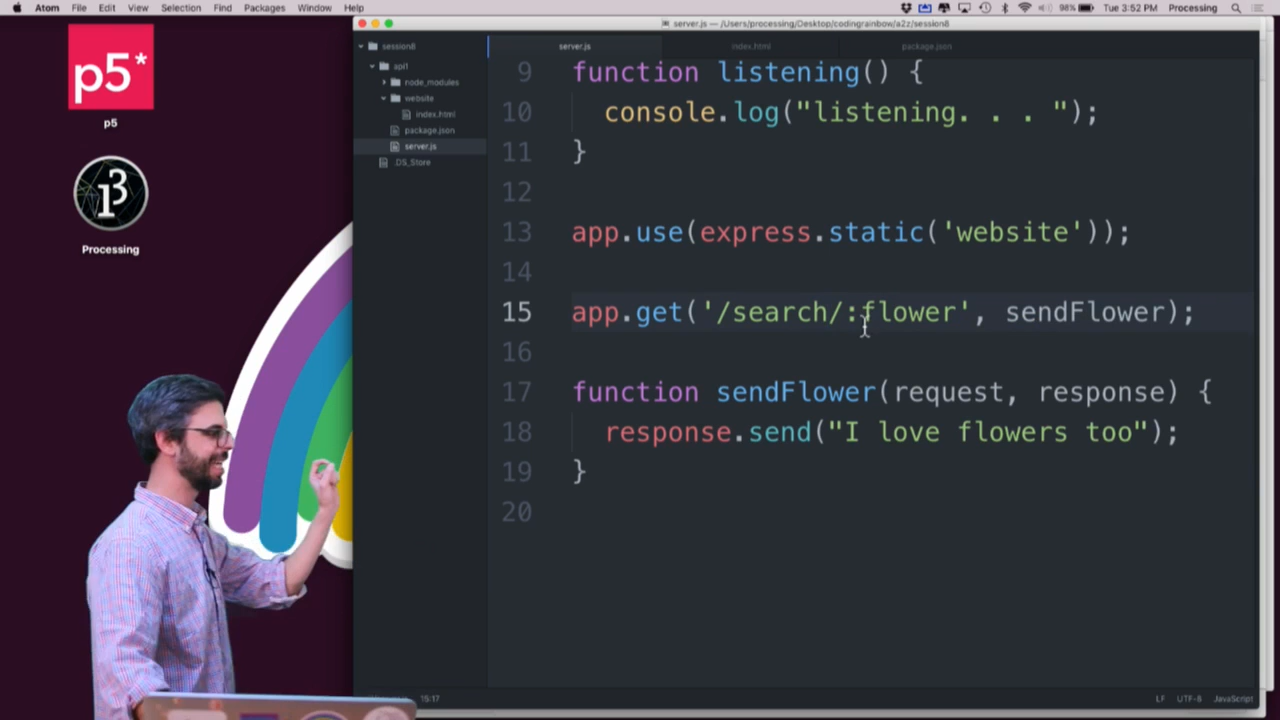 Atom File Edit View Selection Find Packages Window Help 98% Tue 3:52 PM Processing
server.js — /Users/processing/Desktop/codingrainbow/a2z/session8
p5*
p5
Processing
session8
api1
node_modules
website
index.html
package.json
server.js
.DS_Store
server.js index.html package.json
9 function listening() {
10 console.log("listening. . . ");
11 }
12
13 app.use(express.static('website'));
14
15 app.get('/search/:flower', sendFlower);
16
17 function sendFlower(request, response) {
18 response.send("I love flowers too");
19 }
20
15:17 LF UTF-8 JavaScript